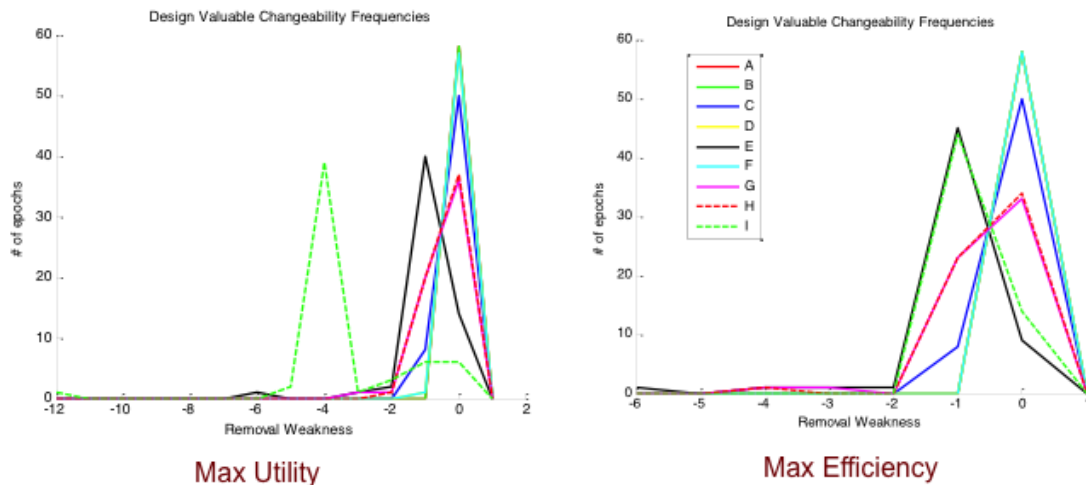 Design Valuable Changeability Frequencies
60
50
40
30
20
10
0
# of epochs
-12 -10 -8 -6 -4 -2 0 2
Removal Weakness
Max Utility
Design Valuable Changeability Frequencies
60
50
40
30
20
10
0
# of epochs
A
B
C
D
E
F
G
H
I
-6 -5 -4 -3 -2 -1 0
Removal Weakness
Max Efficiency